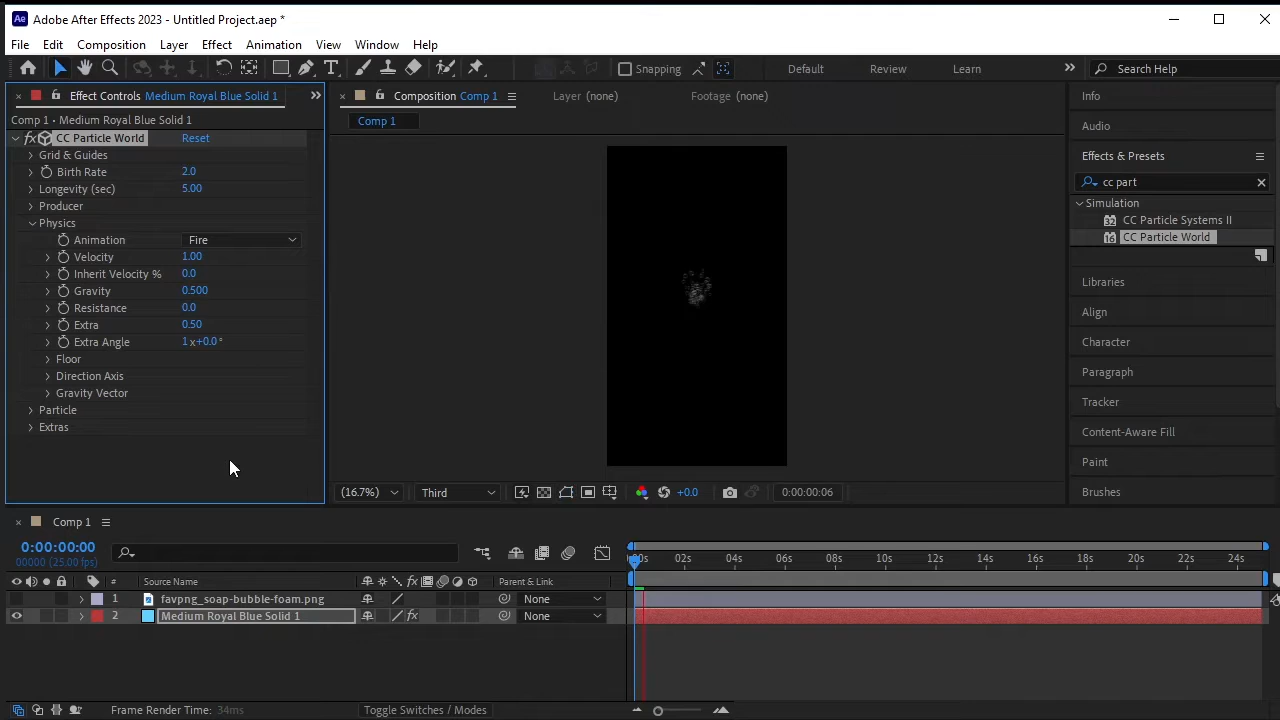 Ae Adobe After Effects 2023 - Untitled Project.aep *
File Edit Composition Layer Effect Animation View Window Help
Snapping Default Review Learn Search Help
Effect Controls Medium Royal Blue Solid 1
Comp 1 • Medium Royal Blue Solid 1
fx CC Particle World Reset
Grid & Guides
Birth Rate 2.0
Longevity (sec) 5.00
Producer
Physics
Animation Fire
Velocity 1.00
Inherit Velocity % 0.0
Gravity 0.500
Resistance 0.0
Extra 0.50
Extra Angle 1x+0.0°
Floor
Direction Axis
Gravity Vector
Particle
Extras
Composition Comp 1 Layer (none) Footage (none)
Comp 1
(16.7%) Third +0.0 0:00:00:06
Info
Audio
Effects & Presets
cc part
Simulation
32 CC Particle Systems II
16 CC Particle World
Libraries
Align
Character
Paragraph
Tracker
Content-Aware Fill
Paint
Brushes
Comp 1
0:00:00:00
00000 (25.00 fps)
:00s 02s 04s 06s 08s 10s 12s 14s 16s 18s 20s 22s 24s
# Source Name fx Parent & Link
1 favpng_soap-bubble-foam.png None
2 Medium Royal Blue Solid 1 fx None
Frame Render Time: 34ms Toggle Switches / Modes